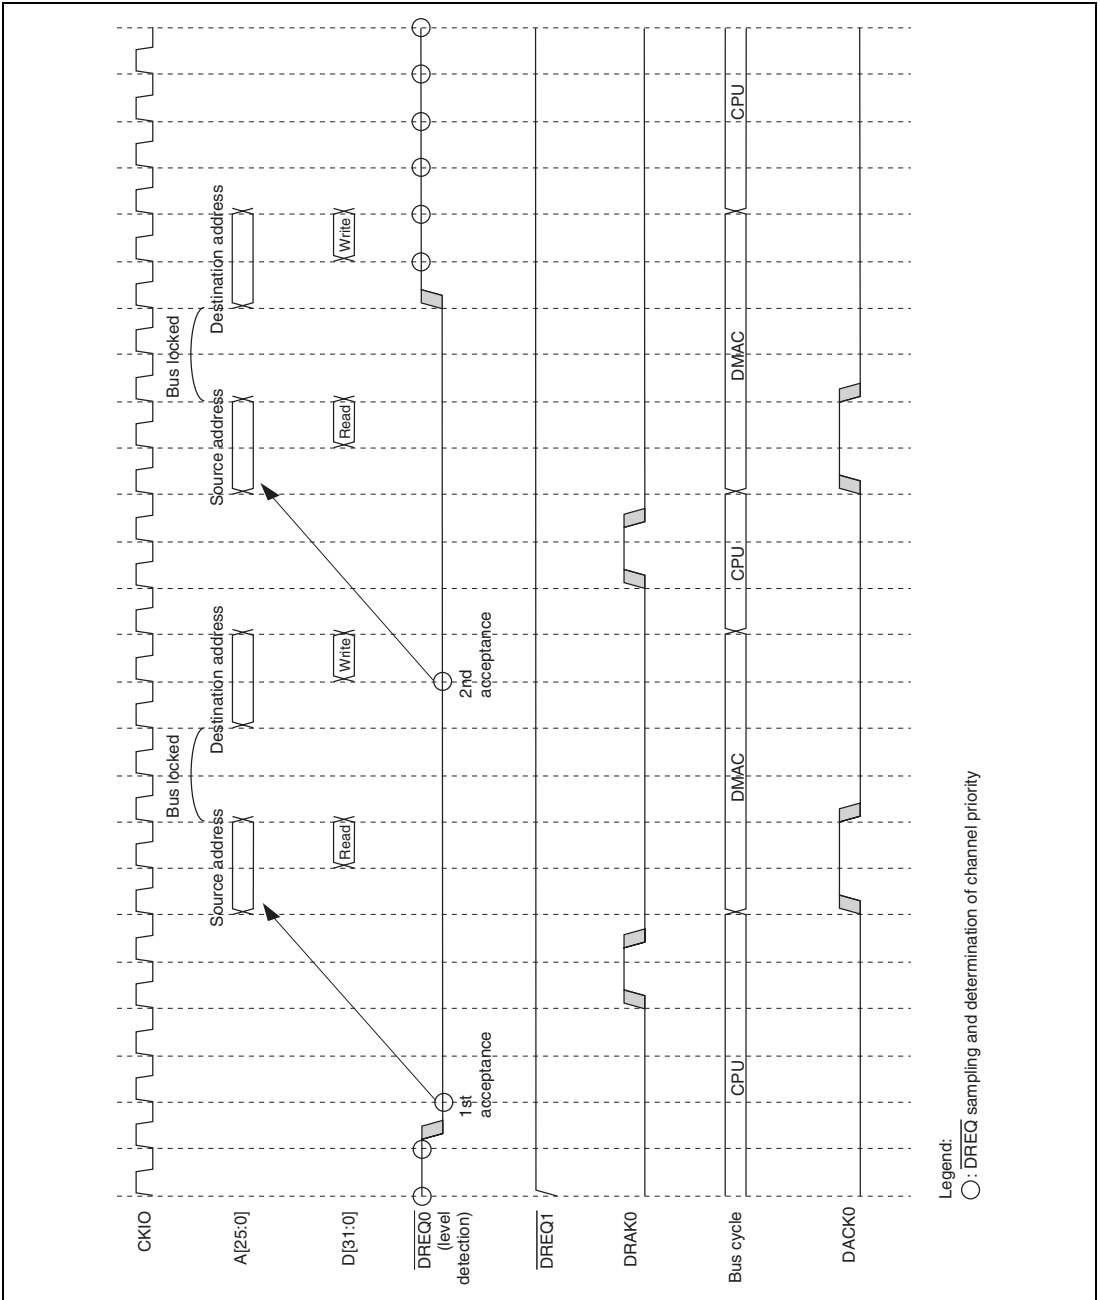 CKIO
Bus locked
Bus locked
Source address
Destination address
Source address
Destination address
A[25:0]
D[31:0]
Read
Write
Read
Write
DREQ0
(level
detection)
1st
acceptance
2nd
acceptance
DREQ1
DRAK0
Bus cycle
CPU
DMAC
CPU
DMAC
CPU
DACK0
Legend:
○: DREQ sampling and determination of channel priority